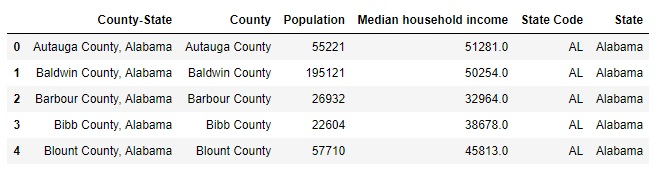 County-State County Population Median household income State Code State
0 Autauga County, Alabama Autauga County 55221 51281.0 AL Alabama
1 Baldwin County, Alabama Baldwin County 195121 50254.0 AL Alabama
2 Barbour County, Alabama Barbour County 26932 32964.0 AL Alabama
3 Bibb County, Alabama Bibb County 22604 38678.0 AL Alabama
4 Blount County, Alabama Blount County 57710 45813.0 AL Alabama